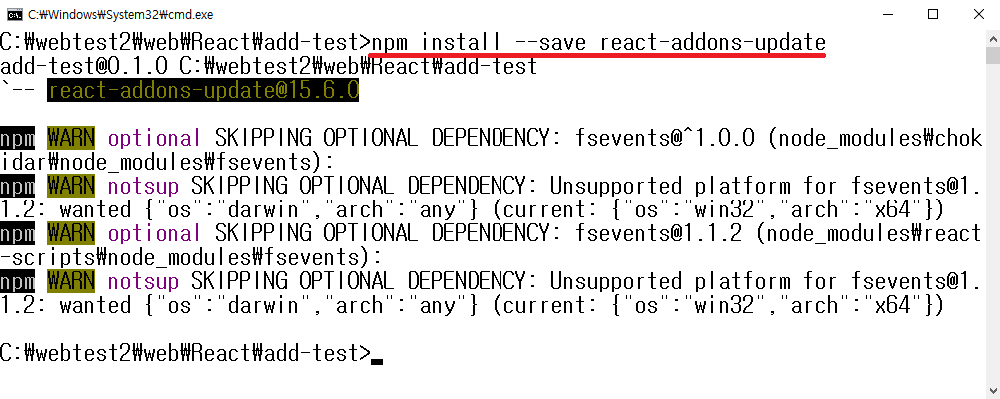 C:₩Windows₩System32₩cmd.exe
C:₩webtest2₩web₩React₩add-test>npm install --save react-addons-update
add-test@0.1.0 C:₩webtest2₩web₩React₩add-test
`-- react-addons-update@15.6.0
npm WARN optional SKIPPING OPTIONAL DEPENDENCY: fsevents@^1.0.0 (node_modules₩chok
idar₩node_modules₩fsevents):
npm WARN notsup SKIPPING OPTIONAL DEPENDENCY: Unsupported platform for fsevents@1.
1.2: wanted {"os":"darwin","arch":"any"} (current: {"os":"win32","arch":"x64"})
npm WARN optional SKIPPING OPTIONAL DEPENDENCY: fsevents@1.1.2 (node_modules₩react
-scripts₩node_modules₩fsevents):
npm WARN notsup SKIPPING OPTIONAL DEPENDENCY: Unsupported platform for fsevents@1.
1.2: wanted {"os":"darwin","arch":"any"} (current: {"os":"win32","arch":"x64"})
C:₩webtest2₩web₩React₩add-test>